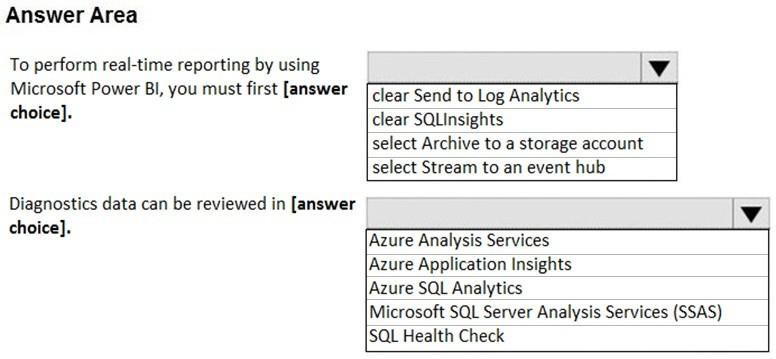 Answer Area
To perform real-time reporting by using
Microsoft Power BI, you must first [answer
choice].
clear Send to Log Analytics
clear SQLInsights
select Archive to a storage account
select Stream to an event hub
Diagnostics data can be reviewed in [answer
choice].
Azure Analysis Services
Azure Application Insights
Azure SQL Analytics
Microsoft SQL Server Analysis Services (SSAS)
SQL Health Check